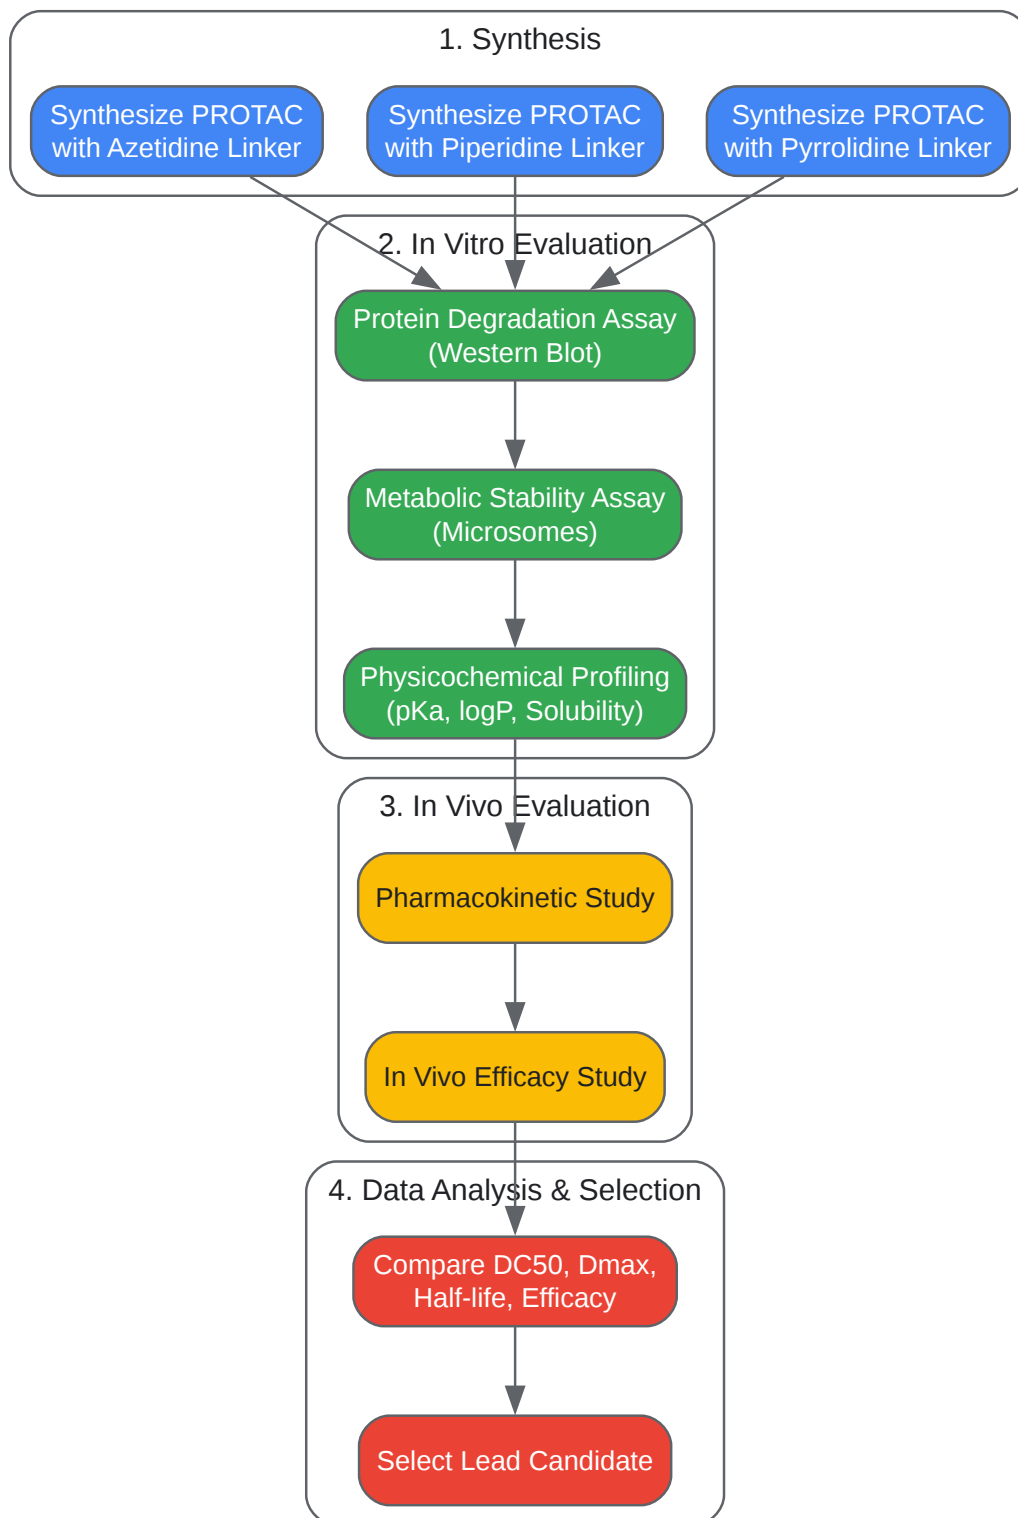 1. Synthesis
Synthesize PROTAC
with Azetidine Linker
Synthesize PROTAC
with Piperidine Linker
Synthesize PROTAC
with Pyrrolidine Linker
2. In Vitro Evaluation
Protein Degradation Assay
(Western Blot)
Metabolic Stability Assay
(Microsomes)
Physicochemical Profiling
(pKa, logP, Solubility)
3. In Vivo Evaluation
Pharmacokinetic Study
In Vivo Efficacy Study
4. Data Analysis & Selection
Compare DC50, Dmax,
Half-life, Efficacy
Select Lead Candidate